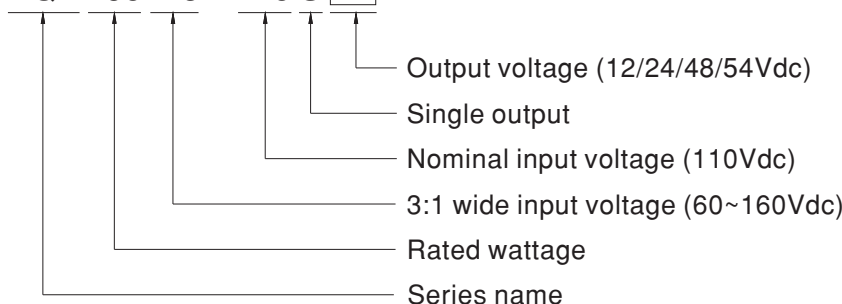 Output voltage (12/24/48/54Vdc)
Single output
Nominal input voltage (110Vdc)
3:1 wide input voltage (60~160Vdc)
Rated wattage
Series name